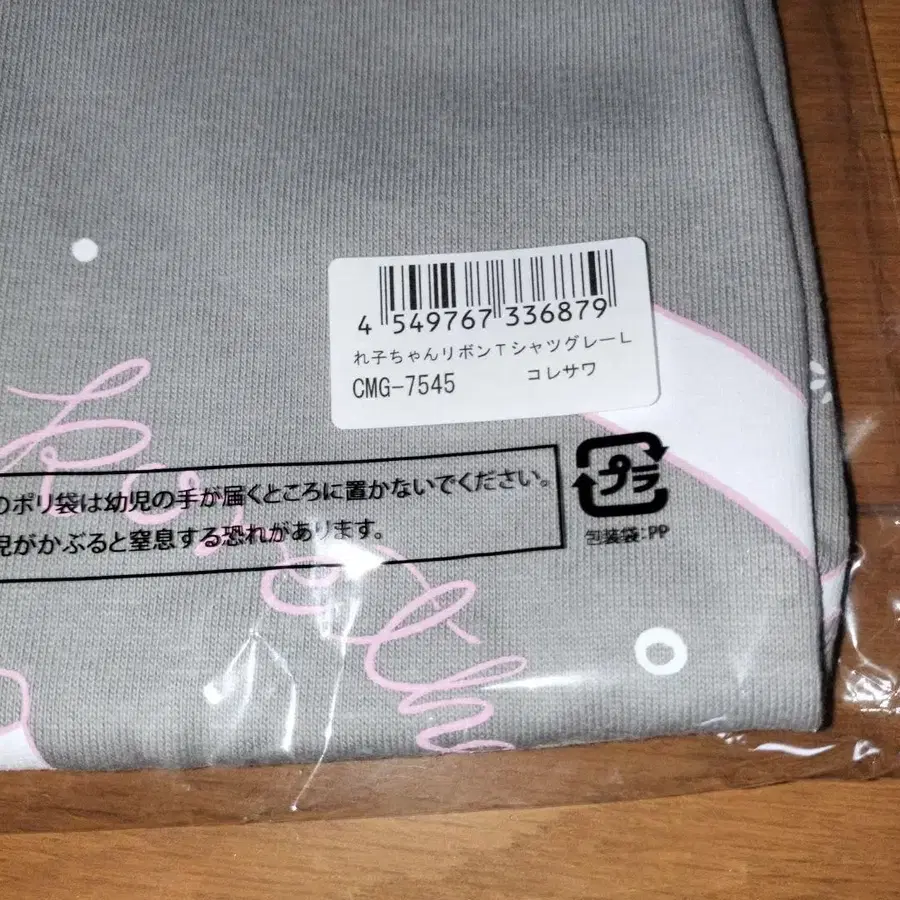 4 549767 336879
れ子ちゃんリボンTシャツグレーL
CMG-7545 コレサワ
のポリ袋は幼児の手が届くところに置かないでください。
児がかぶると窒息する恐れがあります。
プラ
包装袋:PP